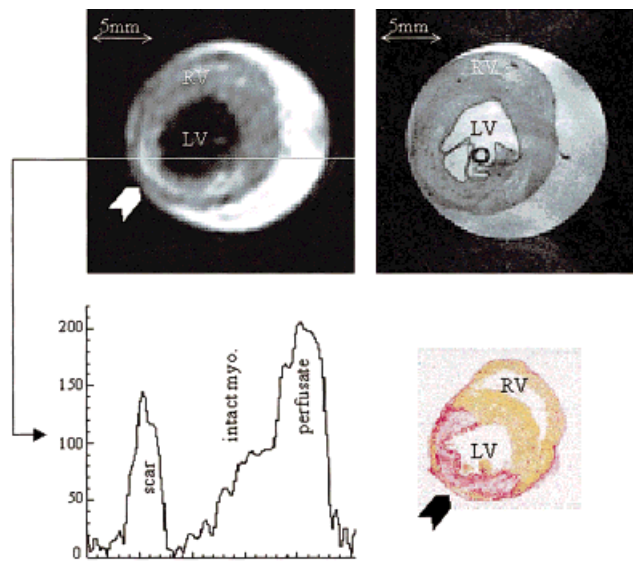 5mm
RV
LV
5mm
RV
LV
200
150
100
50
0
scar
intact myo.
perfusate
RV
LV